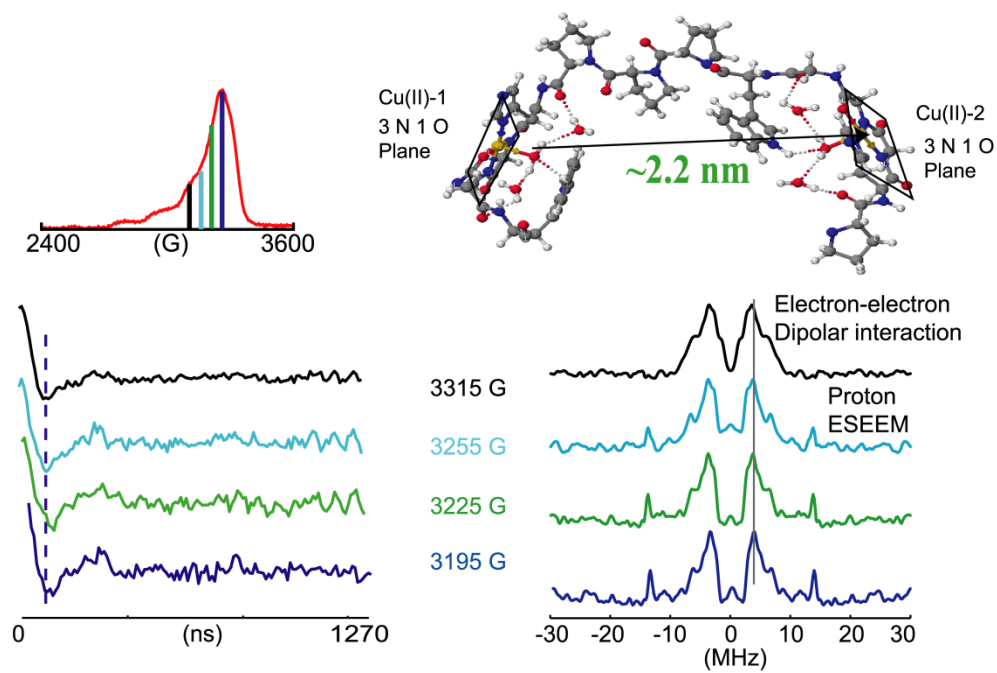 Cu(II)-1
3 N 1 O
Plane
Cu(II)-2
3 N 1 O
Plane
~2.2 nm
2400 (G) 3600
Electron-electron
Dipolar interaction
Proton
ESEEM
3315 G
3255 G
3225 G
3195 G
0 (ns) 1270
-30 -20 -10 0 10 20 30
(MHz)